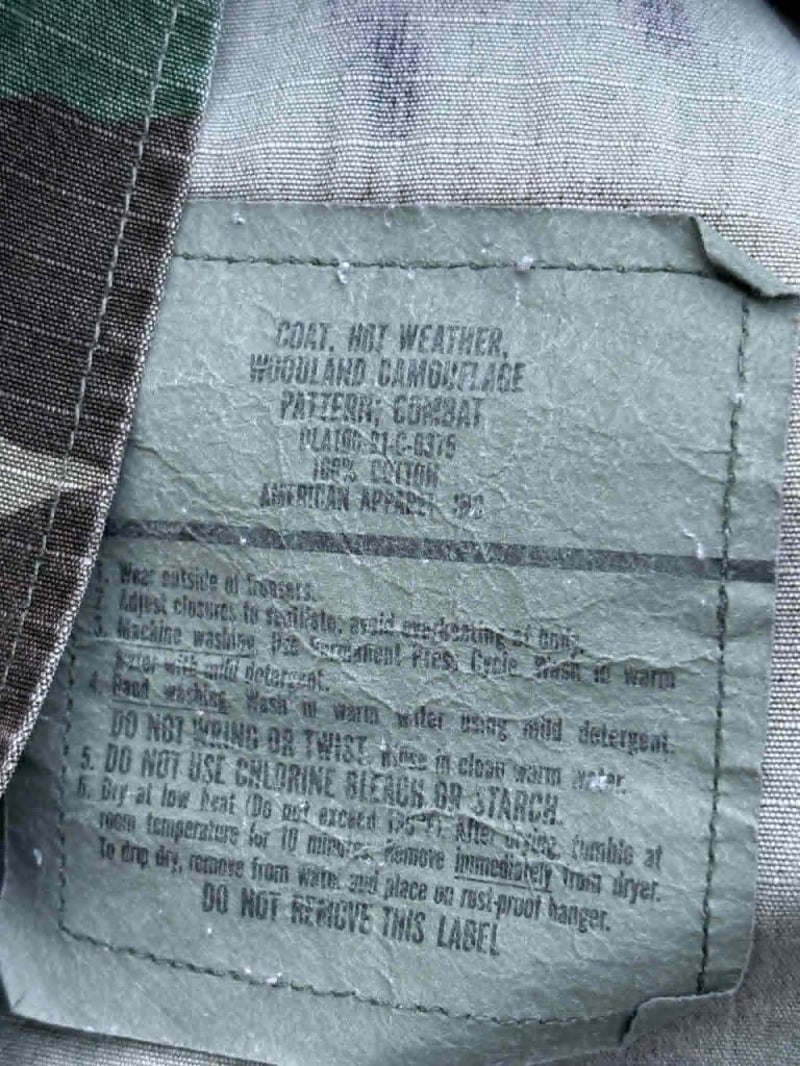 COAT, HOT WEATHER,
WOODLAND CAMOUFLAGE
PATTERN; COMBAT
100% COTTON
AMERICAN APPAREL INC
1. Wear outside of trousers.
2. Adjust closures to ventilate; avoid overheating of body.
3. Machine washing. Use Permanent Press Cycle. Wash in warm
water with mild detergent.
4. Hand washing. Wash in warm water using mild detergent.
DO NOT WRING OR TWIST. Rinse in clean warm water.
5. DO NOT USE CHLORINE BLEACH OR STARCH.
6. Dry at low heat (Do not exceed After drying, tumble at
room temperature for 10 minutes. Remove immediately from dryer.
To drip dry, remove from water and place on rust-proof hanger.
DO NOT REMOVE THIS LABEL